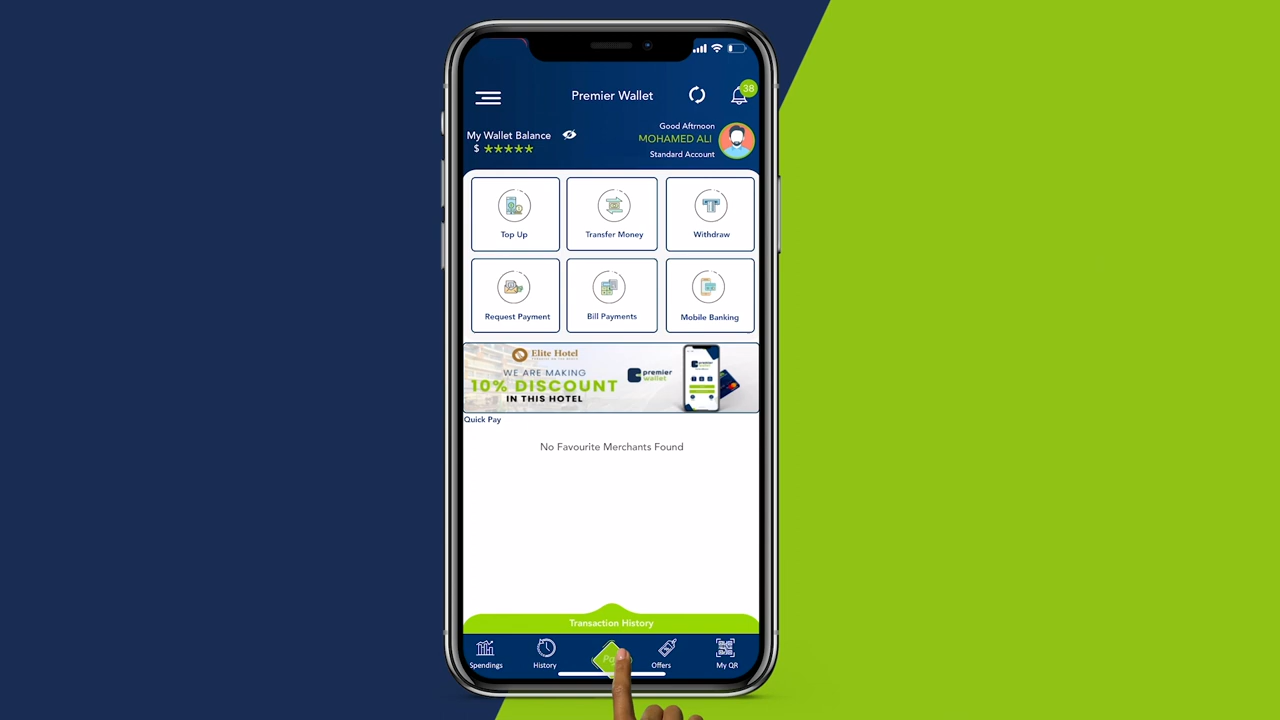 Premier Wallet
38
My Wallet Balance
$ *****
Good Aftrnoon
MOHAMED ALI
Standard Account
Top Up
Transfer Money
Withdraw
Request Payment
Bill Payments
Mobile Banking
Elite Hotel
WE ARE MAKING
10% DISCOUNT
IN THIS HOTEL
premier
wallet
Quick Pay
No Favourite Merchants Found
Transaction History
Spendings
History
Offers
My QR